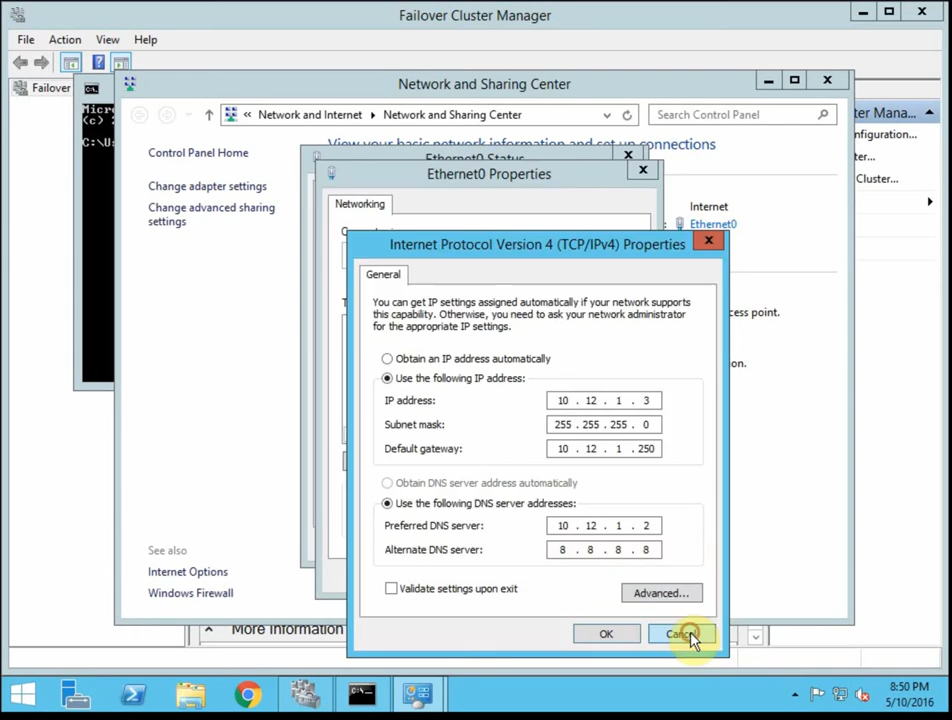 Failover Cluster Manager
File Action View Help
Failover
Network and Sharing Center
« Network and Internet Network and Sharing Center
Search Control Panel
ter Mana...
Micro
(c)
C:\U
nfiguration...
ter...
Cluster...
Control Panel Home
View your basic network information and set up connections
Change adapter settings
Change advanced sharing
settings
Ethernet0 Status
Ethernet0 Properties
Networking
Internet
Ethernet0
Internet Protocol Version 4 (TCP/IPv4) Properties
General
You can get IP settings assigned automatically if your network supports
this capability. Otherwise, you need to ask your network administrator
for the appropriate IP settings.
ess point.
on.
Obtain an IP address automatically
Use the following IP address:
IP address: 10 . 12 . 1 . 3
Subnet mask: 255 . 255 . 255 . 0
Default gateway: 10 . 12 . 1 . 250
Obtain DNS server address automatically
Use the following DNS server addresses:
Preferred DNS server: 10 . 12 . 1 . 2
Alternate DNS server: 8 . 8 . 8 . 8
Validate settings upon exit
Advanced...
OK Cancel
See also
Internet Options
Windows Firewall
More Information
8:50 PM
5/10/2016